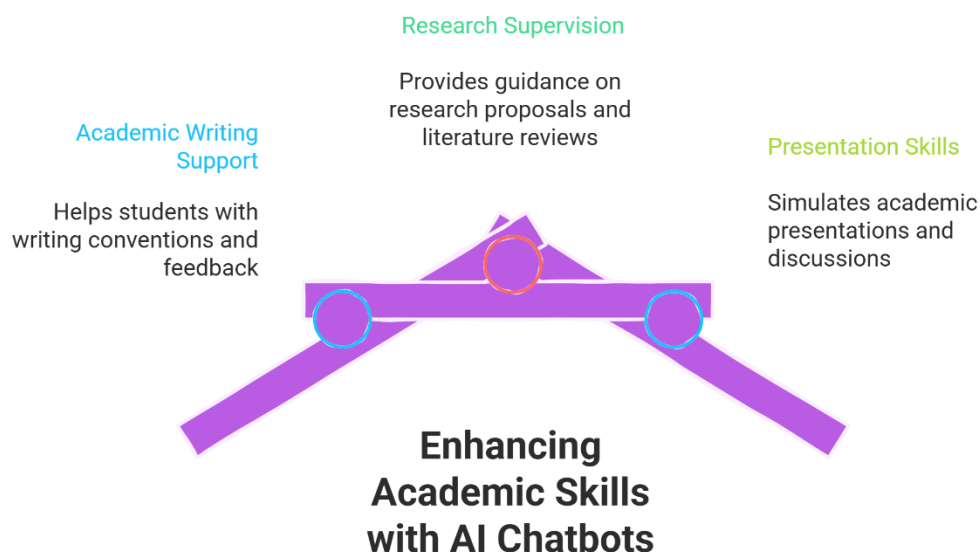 Research Supervision
Provides guidance on
research proposals and
literature reviews
Academic Writing
Support
Helps students with
writing conventions and
feedback
Presentation Skills
Simulates academic
presentations and
discussions
Enhancing
Academic Skills
with AI Chatbots